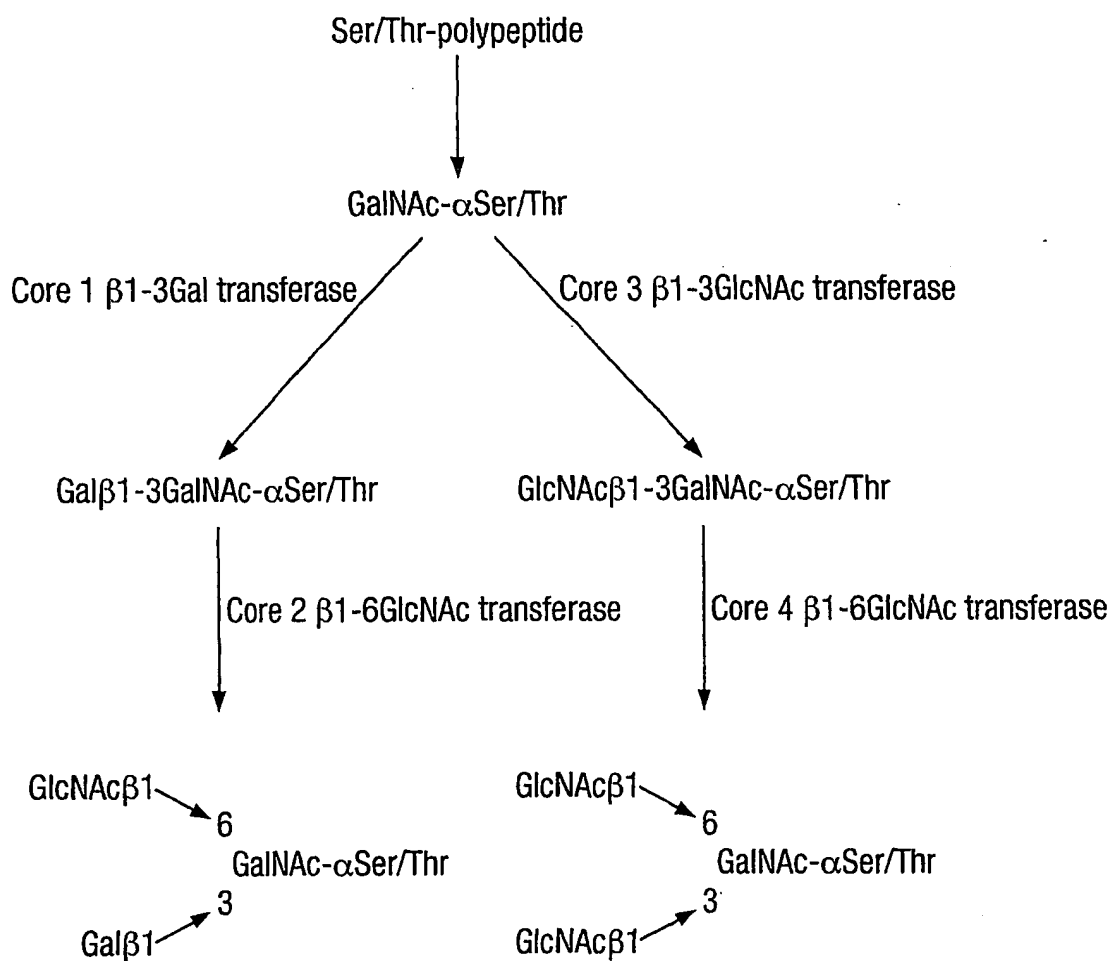 Ser/Thr-polypeptide
GalNAc-αSer/Thr
Core 1 β1-3Gal transferase
Core 3 β1-3GlcNAc transferase
Galβ1-3GalNAc-αSer/Thr
GlcNAcβ1-3GalNAc-αSer/Thr
Core 2 β1-6GlcNAc transferase
Core 4 β1-6GlcNAc transferase
GlcNAcβ1
6
GalNAc-αSer/Thr
3
Galβ1
GlcNAcβ1
6
GalNAc-αSer/Thr
3
GlcNAcβ1